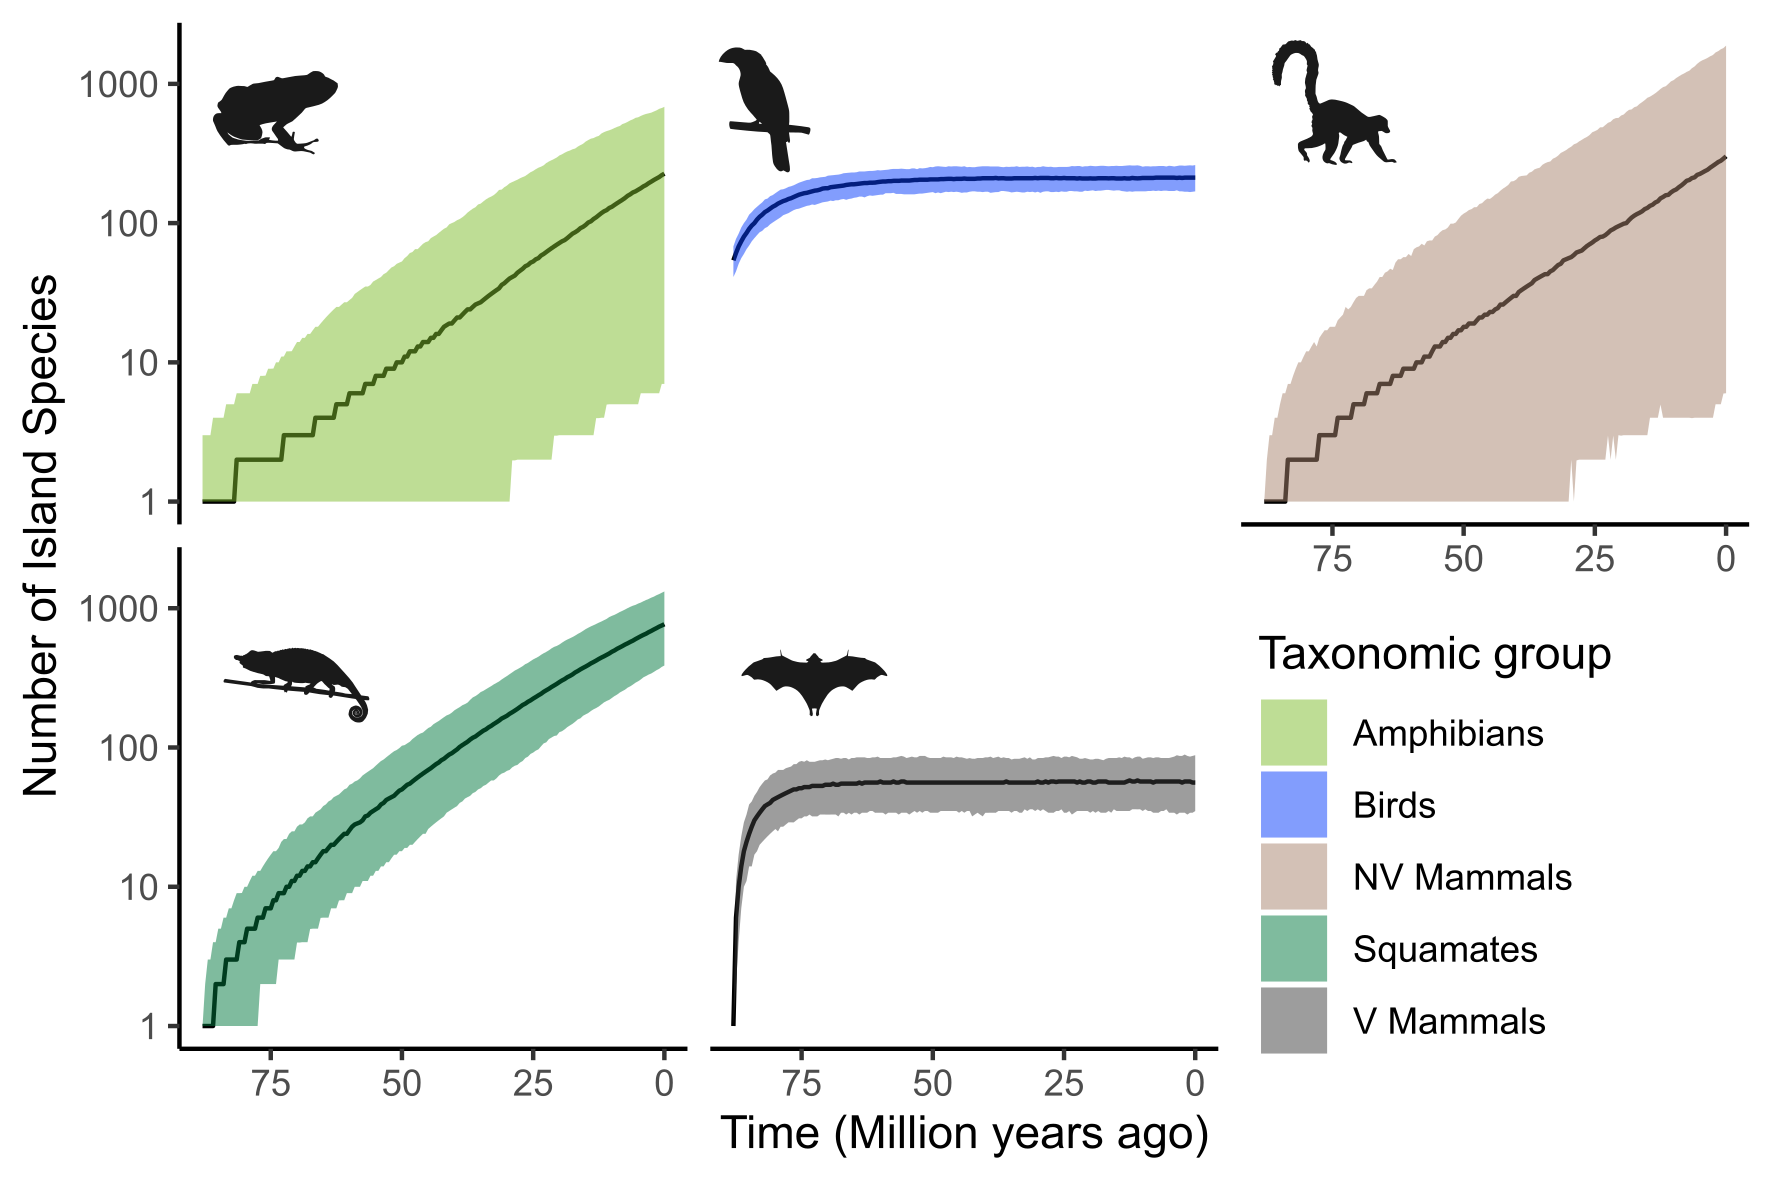 Number of Island Species
1000
100
10
1
75 50 25 0
1000
100
10
1
75 50 25 0
75 50 25 0
Time (Million years ago)
Taxonomic group
Amphibians
Birds
NV Mammals
Squamates
V Mammals